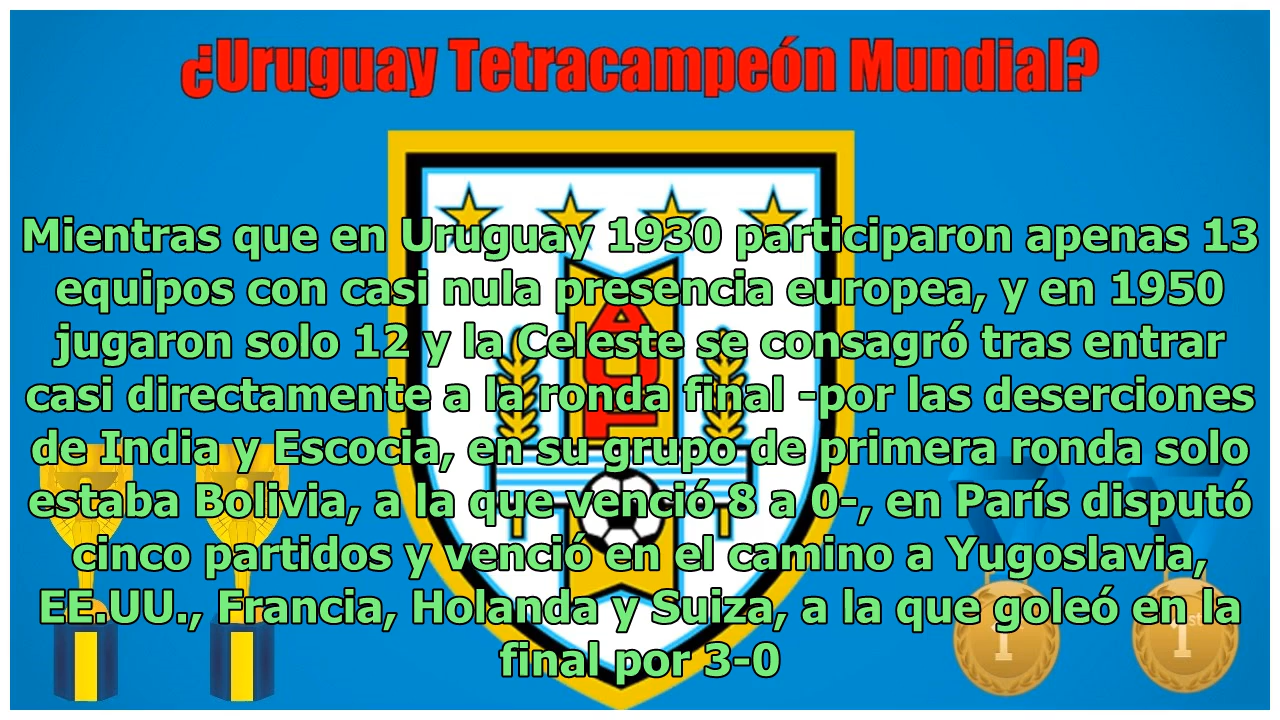 ¿Uruguay Tetracampeón Mundial?
Mientras que en Uruguay 1930 participaron apenas 13
equipos con casi nula presencia europea, y en 1950
jugaron solo 12 y la Celeste se consagró tras entrar
casi directamente a la ronda final -por las deserciones
de India y Escocia, en su grupo de primera ronda solo
estaba Bolivia, a la que venció 8 a 0-, en París disputó
cinco partidos y venció en el camino a Yugoslavia,
EE.UU., Francia, Holanda y Suiza, a la que goleó en la
final por 3-0
AUF
1st
1st